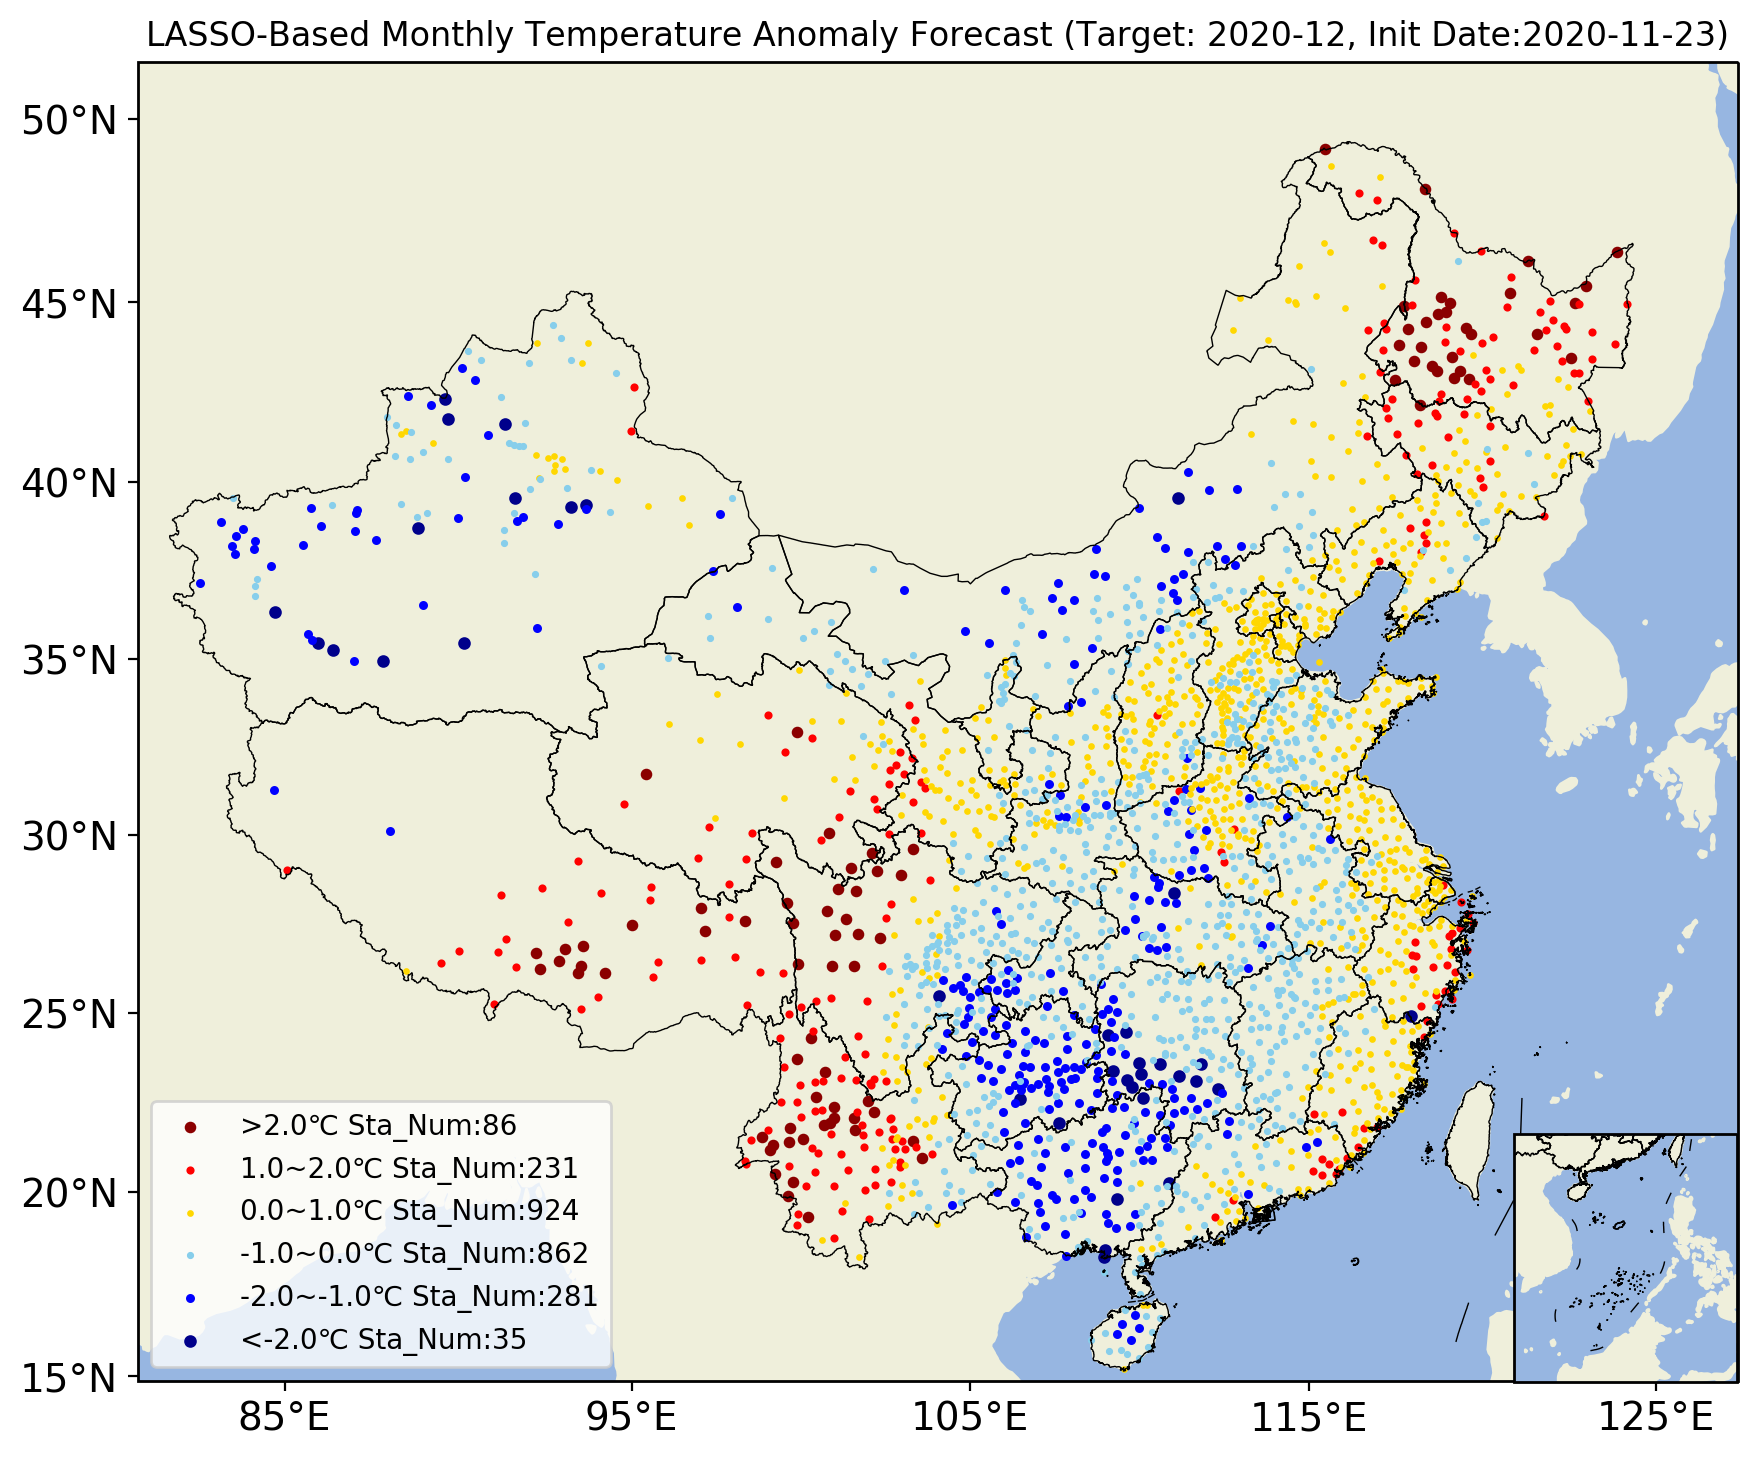 LASSO-Based Monthly Temperature Anomaly Forecast (Target: 2020-12, Init Date:2020-11-23)
50°N
45°N
40°N
35°N
30°N
25°N
20°N
15°N
>2.0℃ Sta_Num:86
1.0~2.0℃ Sta_Num:231
0.0~1.0℃ Sta_Num:924
-1.0~0.0℃ Sta_Num:862
-2.0~-1.0℃ Sta_Num:281
<-2.0℃ Sta_Num:35
85°E
95°E
105°E
115°E
125°E